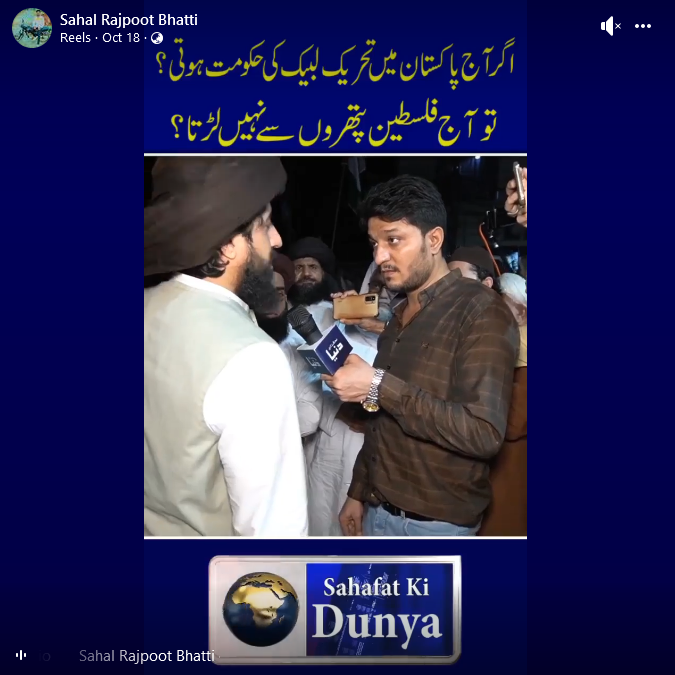 Sahal Rajpoot Bhatti
Reels · Oct 18 ·
اگر آج پاکستان میں تحریک لبیک کی حکومت ہوتی؟
تو آج فلسطین پتھروں سے نہیں لڑتا؟
دنیا
Sahafat Ki
Dunya
Sahal Rajpoot Bhatti